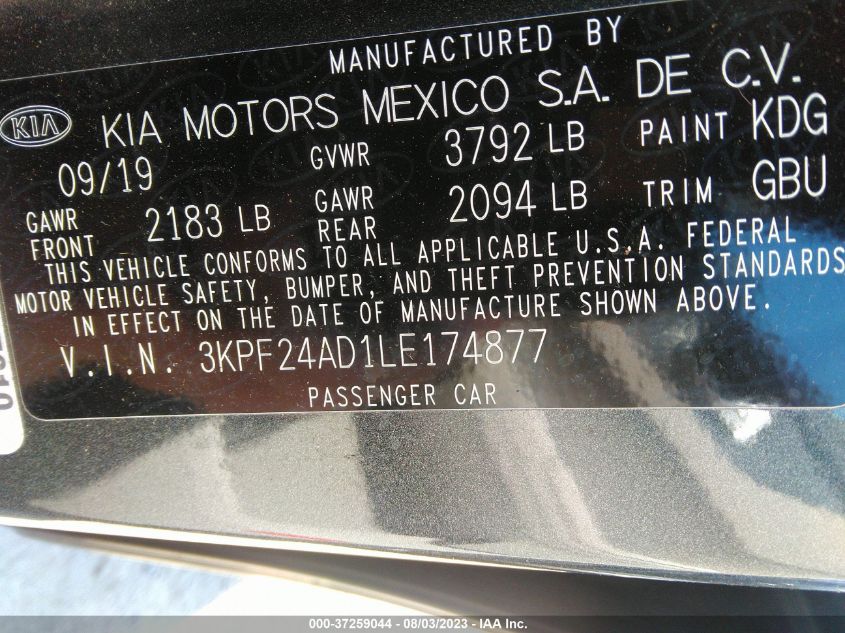 MANUFACTURED BY
KIA KIA MOTORS MEXICO S.A. DE C.V.
09/19 GVWR 3792 LB PAINT KDG
GAWR FRONT 2183 LB GAWR REAR 2094 LB TRIM GBU
THIS VEHICLE CONFORMS TO ALL APPLICABLE U.S.A. FEDERAL
MOTOR VEHICLE SAFETY, BUMPER, AND THEFT PREVENTION STANDARDS
IN EFFECT ON THE DATE OF MANUFACTURE SHOWN ABOVE.
V.I.N. 3KPF24AD1LE174877
PASSENGER CAR
000-37259044 - 08/03/2023 -